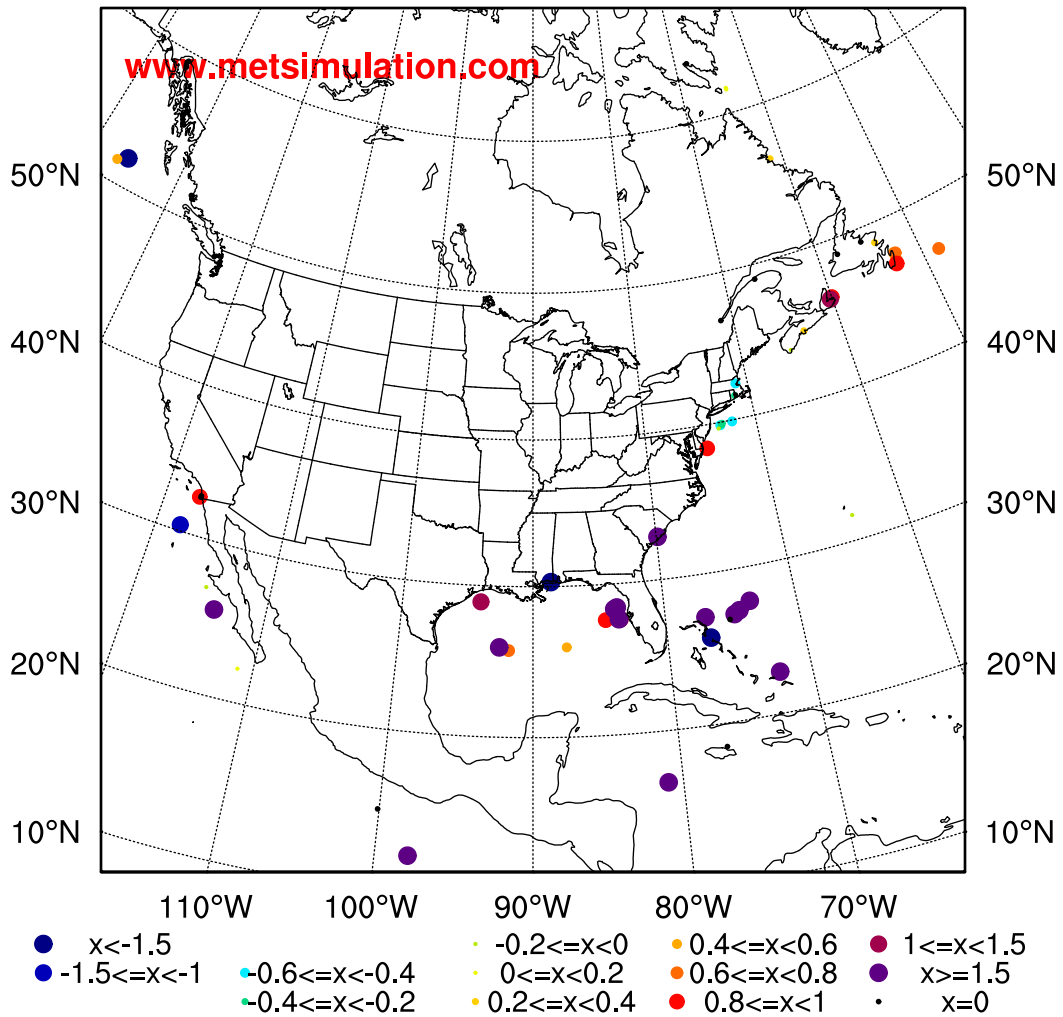 www.metsimulation.com
50°N 50°N
40°N 40°N
30°N 30°N
20°N 20°N
10°N 10°N
110°W 100°W 90°W 80°W 70°W
x<-1.5 -0.2<=x<0 0.4<=x<0.6 1<=x<1.5
-1.5<=x<-1 -0.6<=x<-0.4 0<=x<0.2 0.6<=x<0.8 x>=1.5
-0.4<=x<-0.2 0.2<=x<0.4 0.8<=x<1 x=0